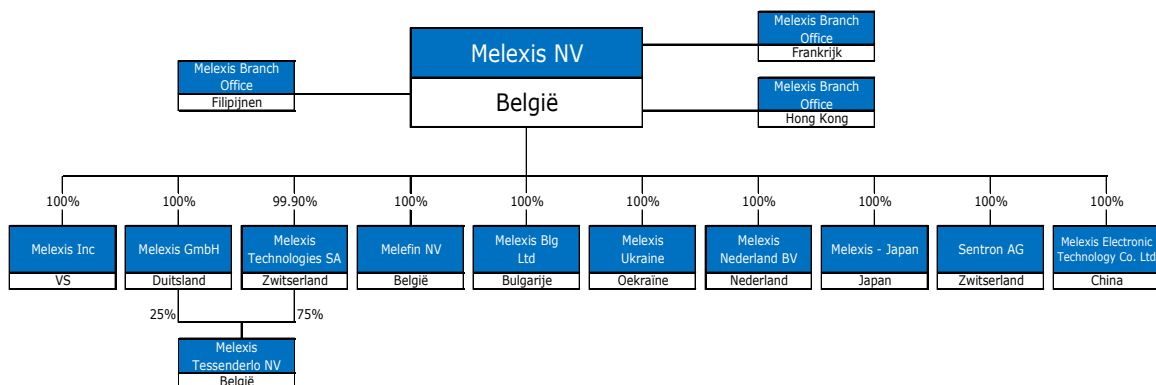 Melexis Branch
Office
Frankrijk
Melexis NV
België
Melexis Branch
Office
Filipijnen
Melexis Branch
Office
Hong Kong
100%
100%
99.90%
100%
100%
100%
100%
100%
100%
100%
Melexis Inc
VS
Melexis GmbH
Duitsland
Melexis
Technologies SA
Zwitserland
Melefin NV
België
Melexis Blg
Ltd
Bulgarije
Melexis
Ukraine
Oekraïne
Melexis
Nederland BV
Nederland
Melexis - Japan
Japan
Sentron AG
Zwitserland
Melexis Electronic
Technology Co. Ltd
China
25%
75%
Melexis
Tessenderlo NV
België